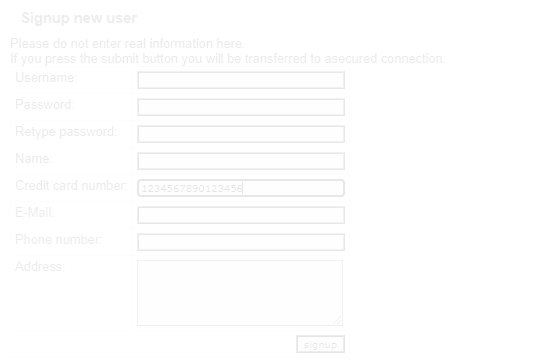 Signup new user
Please do not enter real information here.
If you press the submit button you will be transferred to asecured connection.
Username:
Password:
Retype password:
Name:
Credit card number: 1234567890123456
E-Mail:
Phone number:
Address:
signup